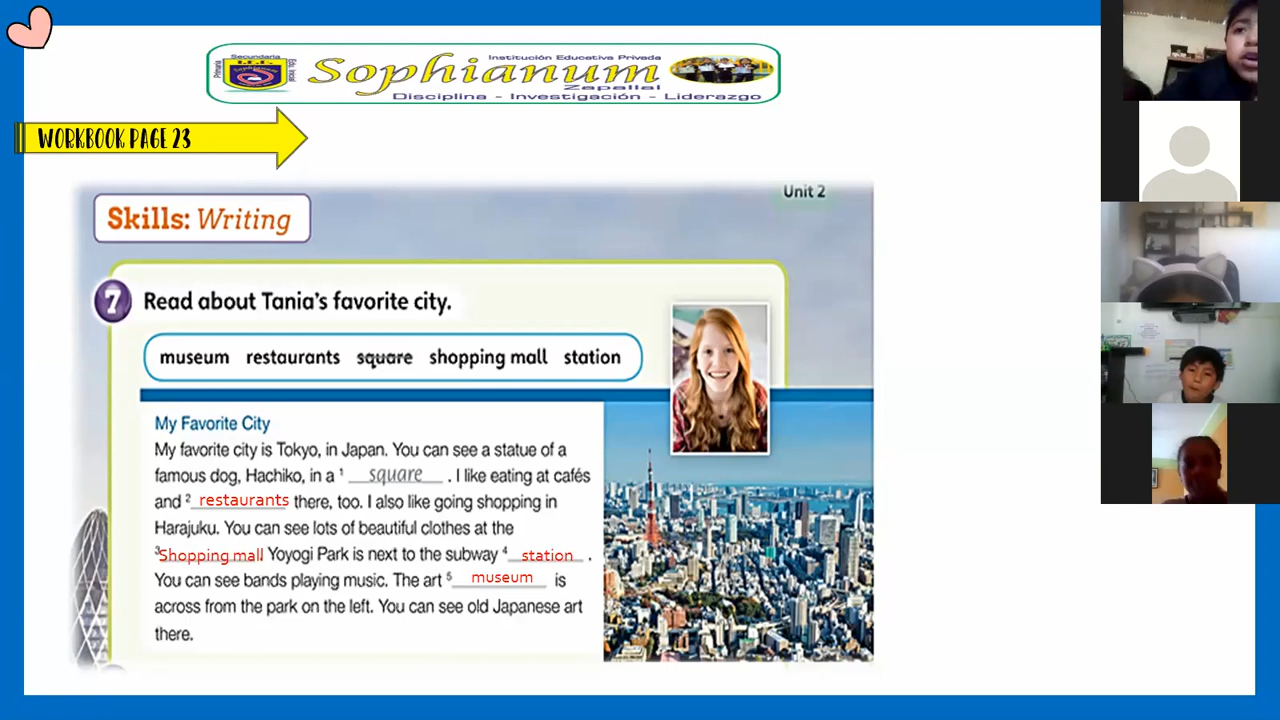 Secundaria
Primaria
I.E.P.
Sophianum
Institución Educativa Privada
Zapallal
Disciplina - Investigación - Liderazgo
WORKBOOK PAGE 23
Unit 2
Skills: Writing
7 Read about Tania's favorite city.
museum restaurants square shopping mall station
My Favorite City
My favorite city is Tokyo, in Japan. You can see a statue of a
famous dog, Hachiko, in a 1 square . I like eating at cafés
and 2 restaurants there, too. I also like going shopping in
Harajuku. You can see lots of beautiful clothes at the
3 Shopping mall. Yoyogi Park is next to the subway 4 station .
You can see bands playing music. The art 5 museum is
across from the park on the left. You can see old Japanese art
there.